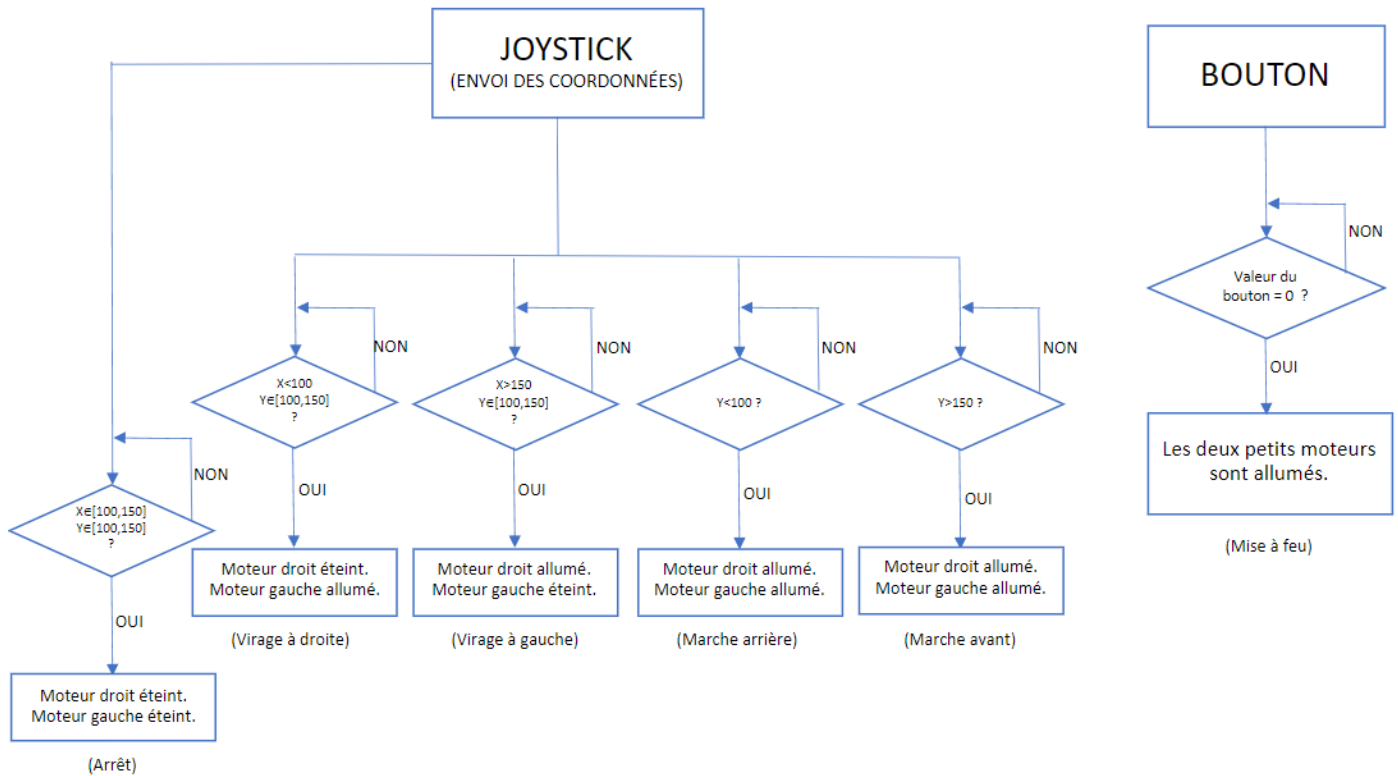 JOYSTICK
(ENVOI DES COORDONNÉES)
BOUTON
NON
Valeur du
bouton = 0 ?
OUI
Les deux petits moteurs
sont allumés.
(Mise à feu)
NON
X<100
Y∈[100,150]
?
OUI
Moteur droit éteint.
Moteur gauche allumé.
(Virage à droite)
NON
X>150
Y∈[100,150]
?
OUI
Moteur droit allumé.
Moteur gauche éteint.
(Virage à gauche)
NON
Y<100 ?
OUI
Moteur droit allumé.
Moteur gauche allumé.
(Marche arrière)
NON
Y>150 ?
OUI
Moteur droit allumé.
Moteur gauche allumé.
(Marche avant)
NON
X∈[100,150]
Y∈[100,150]
?
OUI
Moteur droit éteint.
Moteur gauche éteint.
(Arrêt)